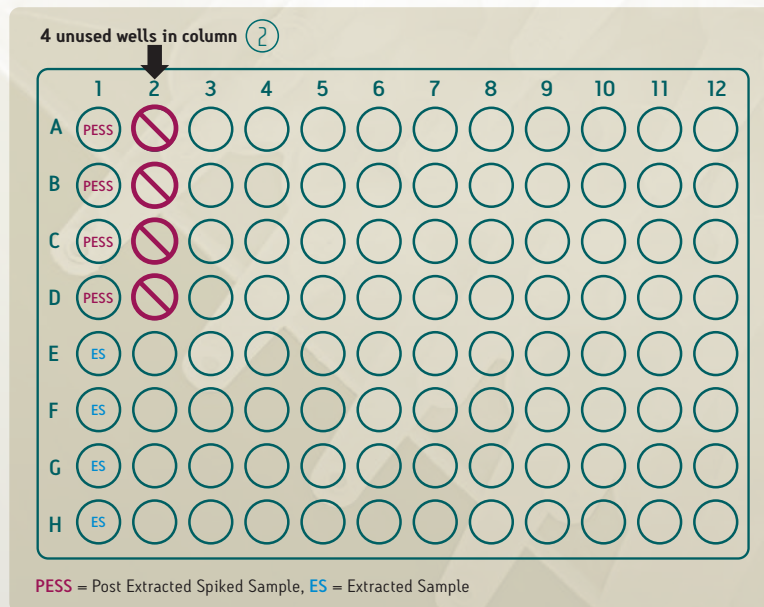 4 unused wells in column 2
1 2 3 4 5 6 7 8 9 10 11 12
A PESS
B PESS
C PESS
D PESS
E ES
F ES
G ES
H ES
PESS = Post Extracted Spiked Sample, ES = Extracted Sample